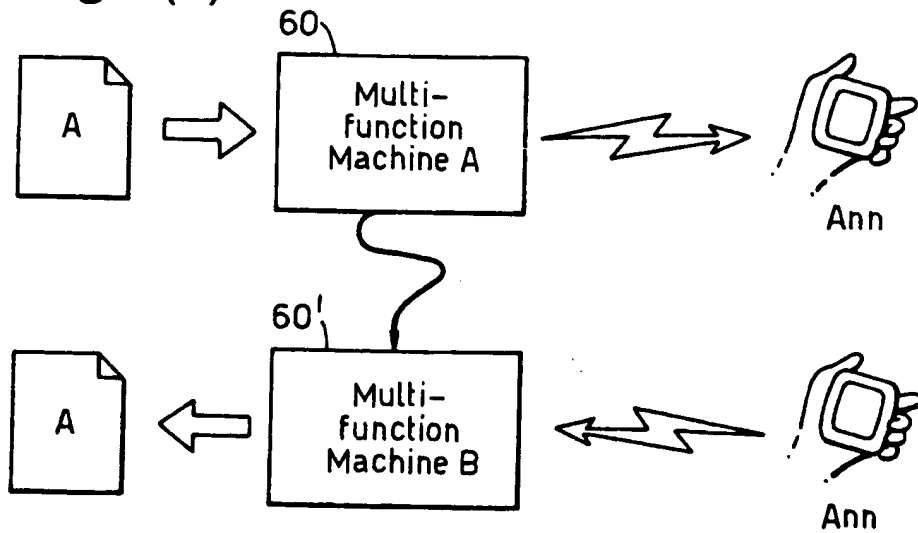 60
A
Multi-
function
Machine A
Ann
60'
A
Multi-
function
Machine B
Ann